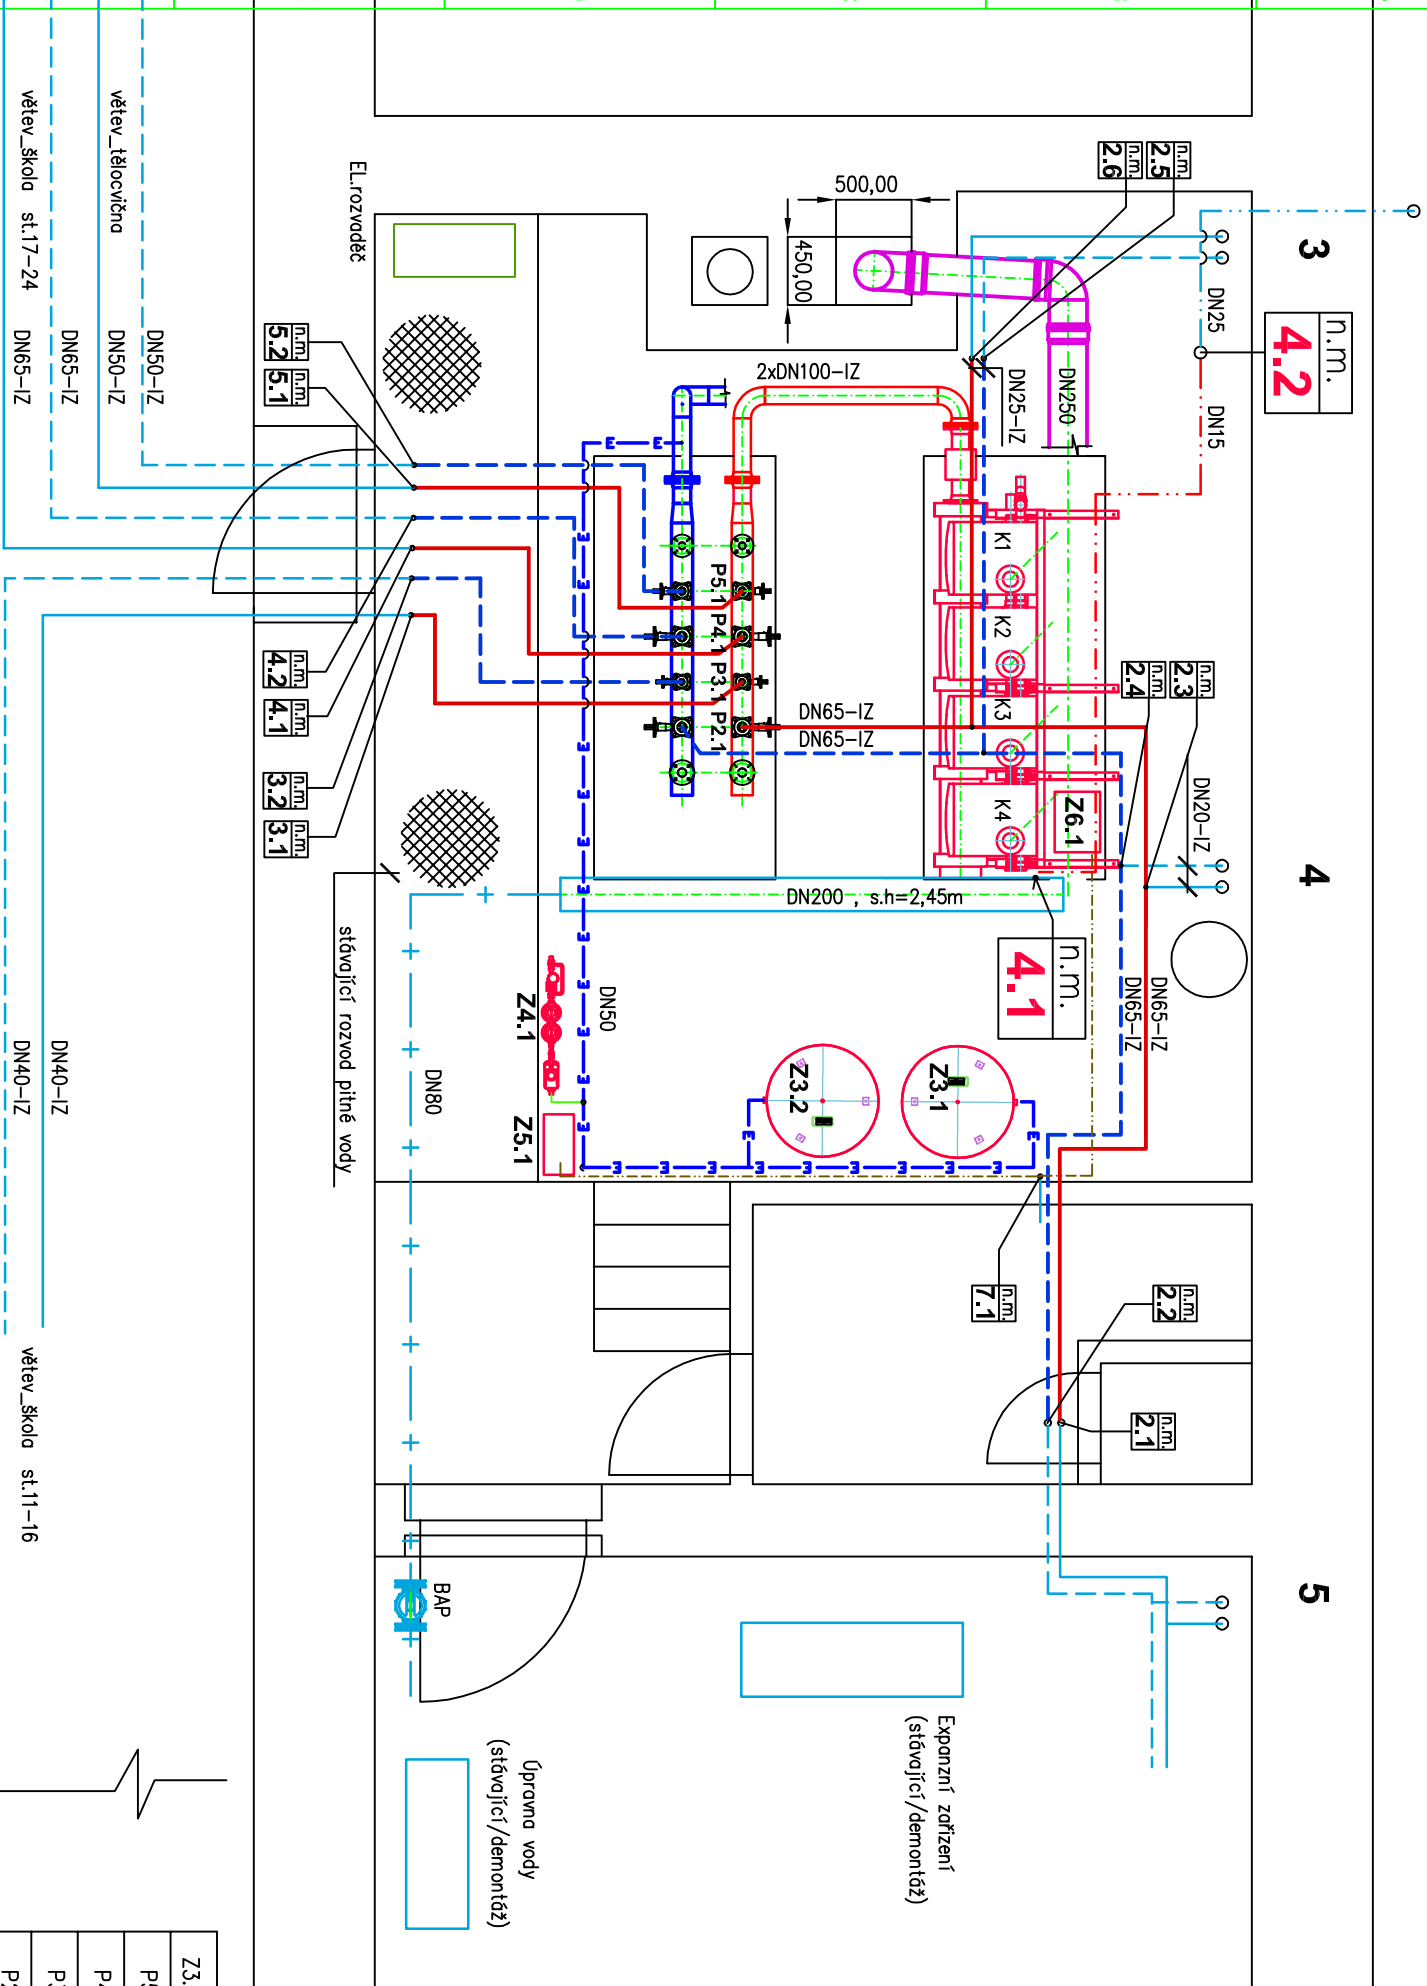 3
4
5
n.m.
4.2
n.m.
2.5
n.m.
2.6
500,00
450,00
DN25
DN15
DN25-IZ
DN250
2xDN100-IZ
EL.rozvaděč
větev_tělocvična
větev_škola st.17-24
DN50-IZ
DN50-IZ
DN65-IZ
DN65-IZ
n.m.
5.2
n.m.
5.1
n.m.
4.2
n.m.
4.1
n.m.
3.2
n.m.
3.1
K1
K2
K3
K4
P5.1
P4.1
P3.1
P2.1
DN65-IZ
DN65-IZ
Z6.1
n.m.
2.3
n.m.
2.4
DN20-IZ
DN200 , s.h=2,45m
n.m.
4.1
DN65-IZ
DN65-IZ
DN50
Z4.1
Z5.1
Z3.2
Z3.1
DN80
stávající rozvod pitné vody
DN40-IZ
DN40-IZ
větev_škola st.11-16
n.m.
7.1
n.m.
2.2
n.m.
2.1
BAP
Expanzní zařízení
(stávající/demontáž)
Úpravna vody
(stávající/demontáž)
Z3.